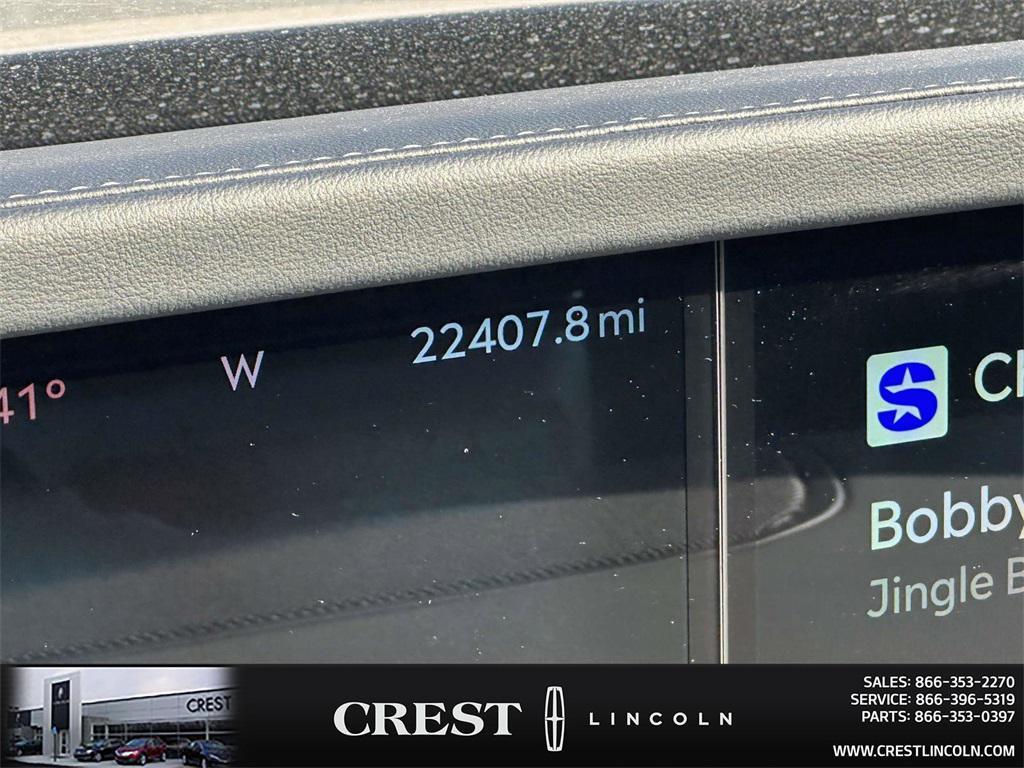 22407.8 mi
W
41°
Bobby
Jingle
CREST
CREST LINCOLN
SALES: 866-353-2270
SERVICE: 866-396-5319
PARTS: 866-353-0397
WWW.CRESTLINCOLN.COM